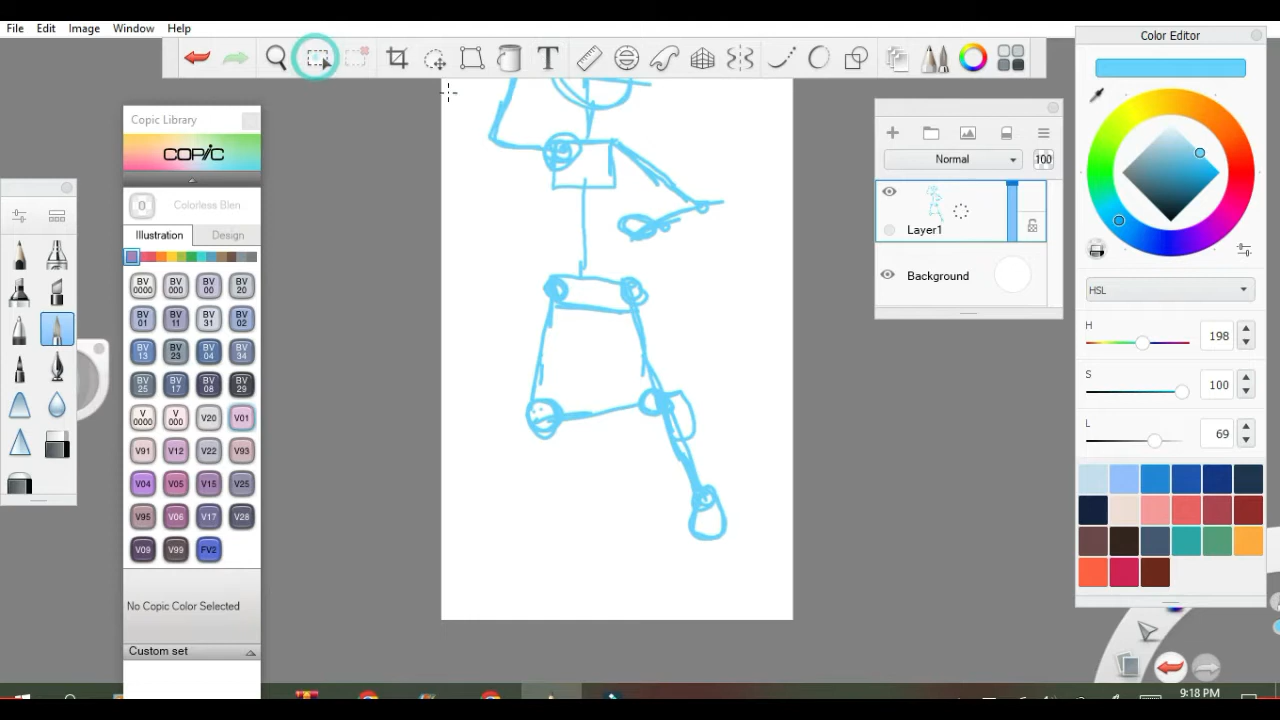 File Edit Image Window Help
T
Color Editor
Copic Library
COPIC
0 Colorless Blen
Illustration Design
BV 0000 BV 000 BV 00 BV 20
BV 01 BV 11 BV 31 BV 02
BV 13 BV 23 BV 04 BV 34
BV 25 BV 17 BV 08 BV 29
V 0000 V 000 V20 V01
V91 V12 V22 V93
V04 V05 V15 V25
V95 V06 V17 V28
V09 V99 FV2
No Copic Color Selected
Custom set
Normal 100
Layer1
Background
HSL
H 198
S 100
L 69
9:18 PM